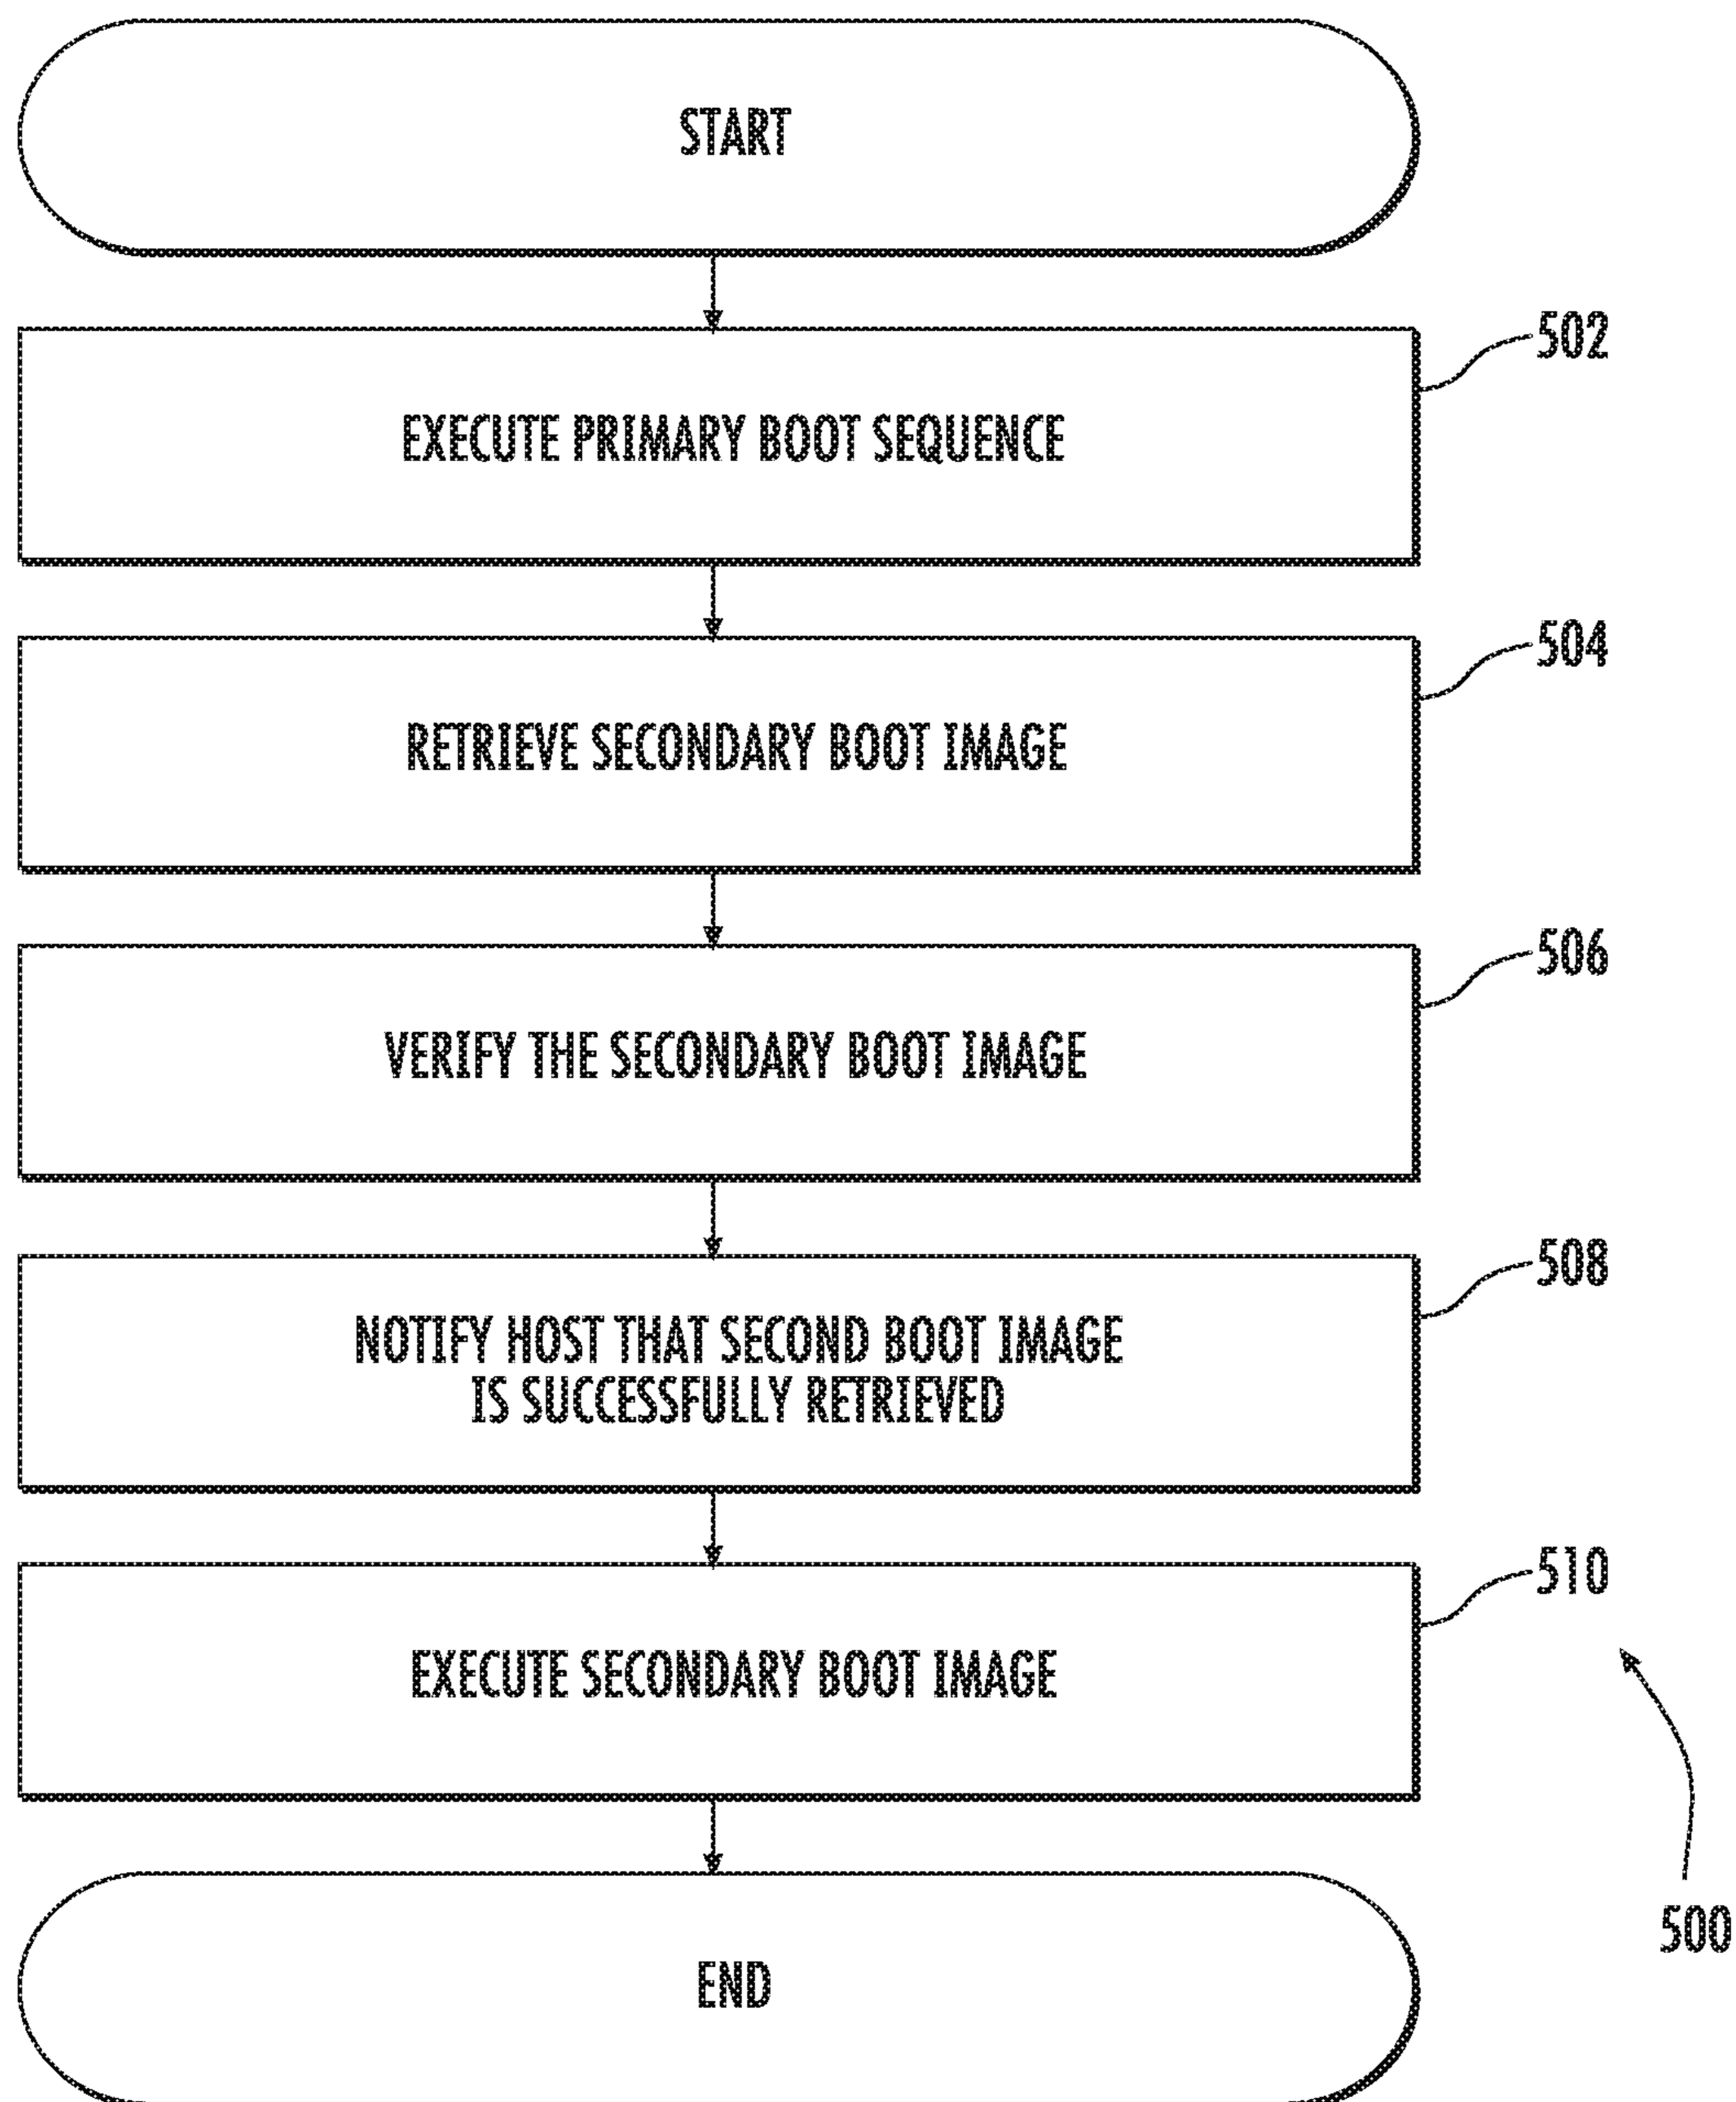 START
502
EXECUTE PRIMARY BOOT SEQUENCE
504
RETRIEVE SECONDARY BOOT IMAGE
506
VERIFY THE SECONDARY BOOT IMAGE
508
NOTIFY HOST THAT SECOND BOOT IMAGE
IS SUCCESSFULLY RETRIEVED
510
EXECUTE SECONDARY BOOT IMAGE
500
END